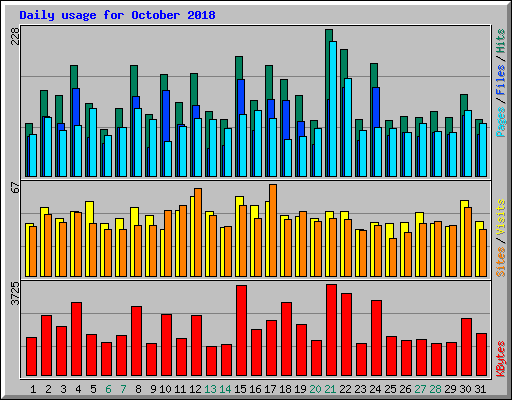 Daily usage for October 2018
228
Pages / Files / Hits
67
Sites / Visits
3725
KBytes
1 2 3 4 5 6 7 8 9 10 11 12 13 14 15 16 17 18 19 20 21 22 23 24 25 26 27 28 29 30 31